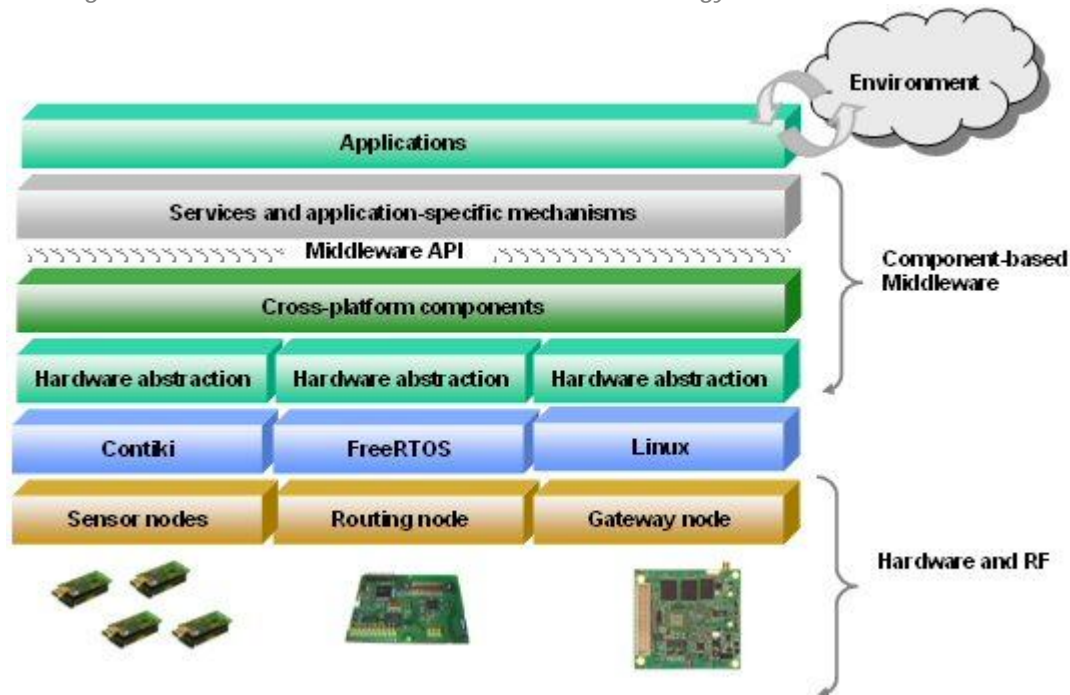 Environment
Applications
Services and application-specific mechanisms
Middleware API
Component-based
Middleware
Cross-platform components
Hardware abstraction Hardware abstraction Hardware abstraction
Contiki FreeRTOS Linux
Sensor nodes Routing node Gateway node
Hardware and RF